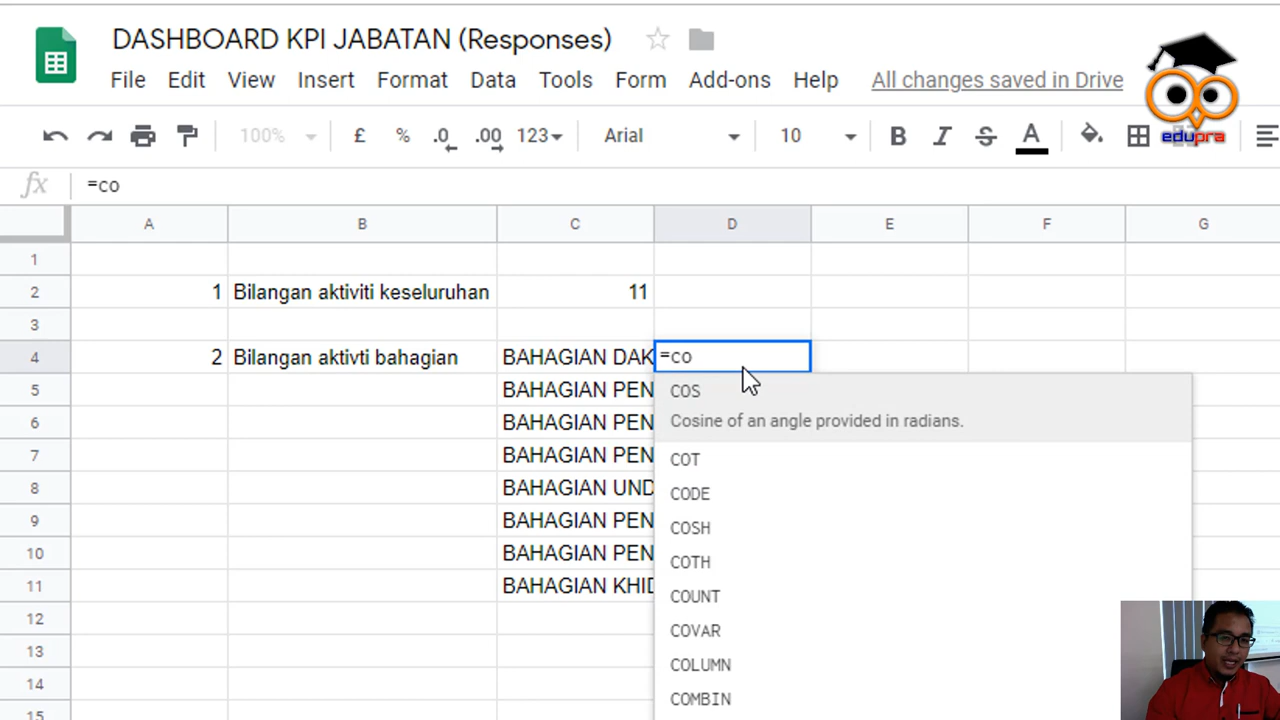 DASHBOARD KPI JABATAN (Responses)
File Edit View Insert Format Data Tools Form Add-ons Help All changes saved in Drive
edupra
100% £ % .0 .00 123 Arial 10 B I S A
fx =co
A B C D E F G
1
2 1 Bilangan aktiviti keseluruhan 11
3
4 2 Bilangan aktivti bahagian BAHAGIAN DAK =co
5 BAHAGIAN PEN COS
Cosine of an angle provided in radians.
6 BAHAGIAN PEN
7 BAHAGIAN PEN COT
8 BAHAGIAN UND CODE
9 BAHAGIAN PEN COSH
10 BAHAGIAN PEN COTH
11 BAHAGIAN KHID COUNT
12 COVAR
13 COLUMN
14 COMBIN
15